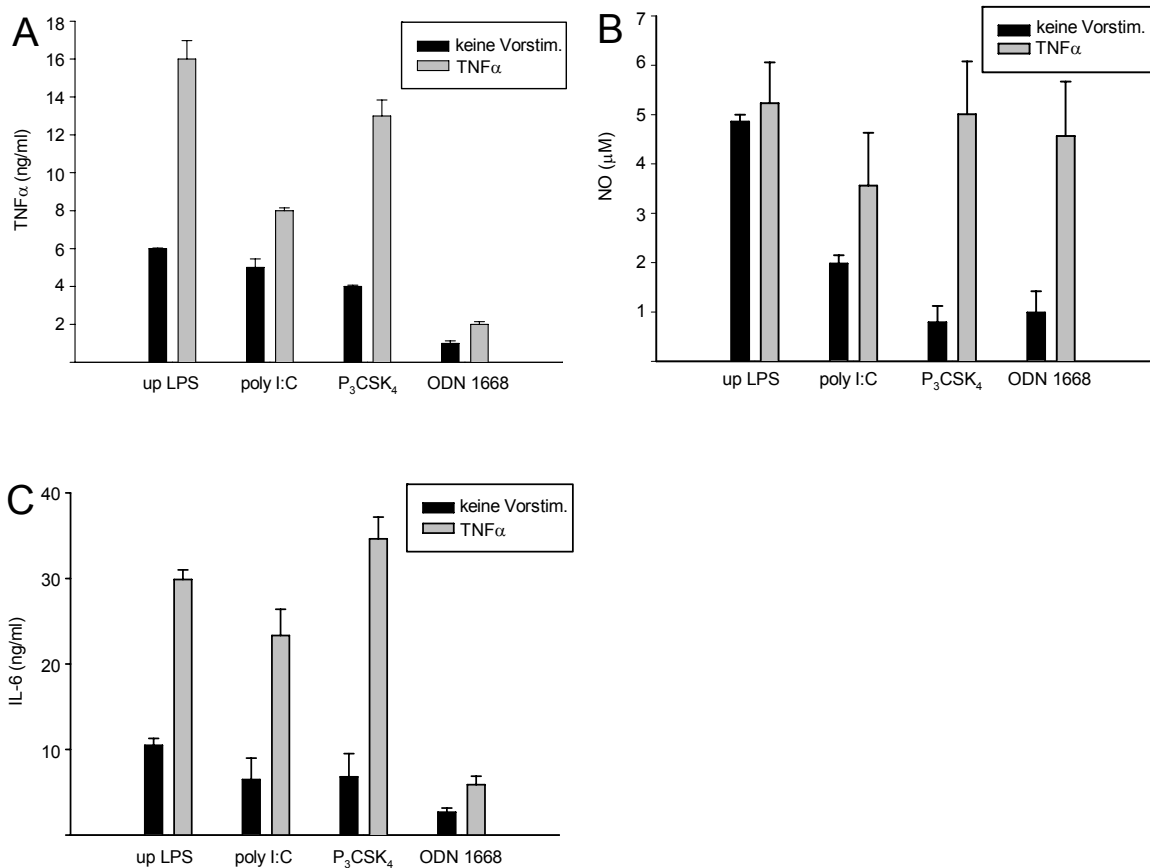 A
TNFα (ng/ml)
18
16
14
12
10
8
6
4
2
keine Vorstim.
TNFα
up LPS poly I:C P₃CSK₄ ODN 1668
B
NO (μM)
7
6
5
4
3
2
1
keine Vorstim.
TNFα
up LPS poly I:C P₃CSK₄ ODN 1668
C
IL-6 (ng/ml)
40
30
20
10
keine Vorstim.
TNFα
up LPS poly I:C P₃CSK₄ ODN 1668